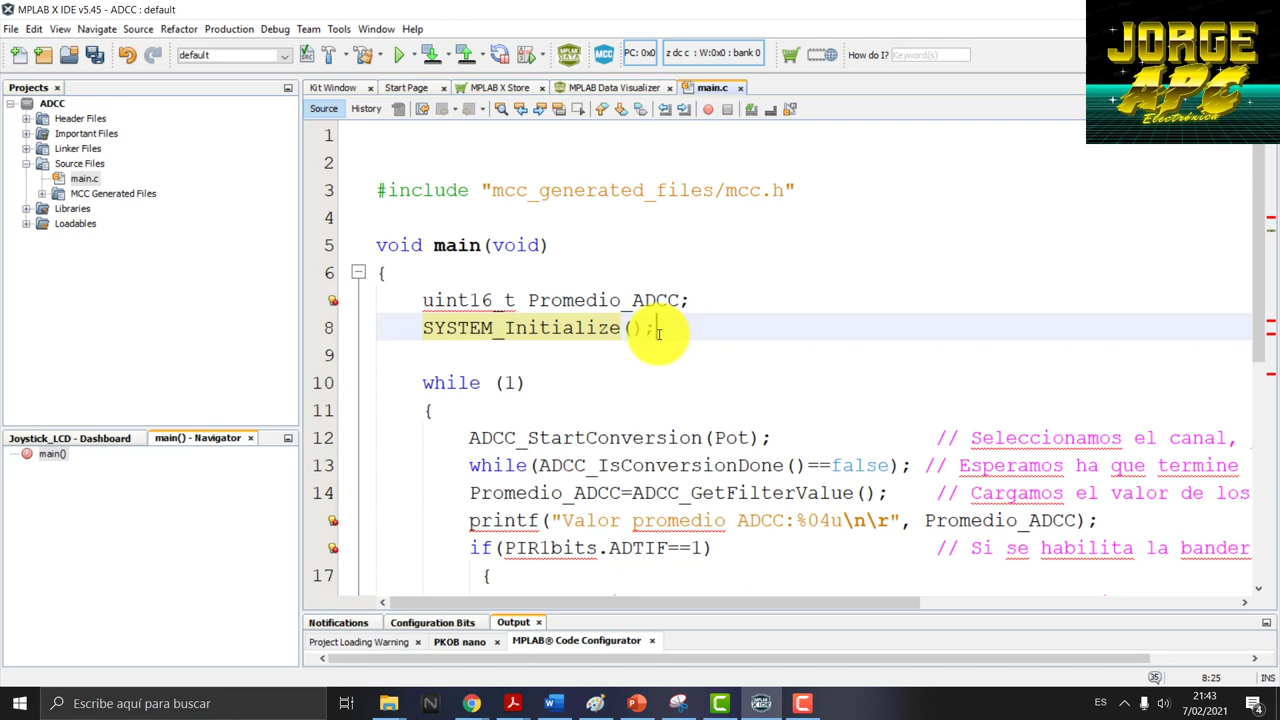 MPLAB X IDE v5.45 - ADCC : default
File Edit View Navigate Source Refactor Production Debug Team Tools Window Help
default PC: 0x0 z dc c : W:0x0 : bank 0 How do I? Keyword(s)
JORGE
APC
Electrónica
Projects
ADCC
Header Files
Important Files
Linker Files
Source Files
main.c
MCC Generated Files
Libraries
Loadables
Kit Window Start Page MPLAB X Store MPLAB Data Visualizer main.c
Source History
1
2
3 #include "mcc_generated_files/mcc.h"
4
5 void main(void)
6 {
uint16_t Promedio_ADCC;
8 SYSTEM_Initialize();
9
10 while (1)
11 {
12 ADCC_StartConversion(Pot); // Seleccionamos el canal,
13 while(ADCC_IsConversionDone()==false); // Esperamos ha que termine
14 Promedio_ADCC=ADCC_GetFilterValue(); // Cargamos el valor de los
printf("Valor promedio ADCC:%04u\n\r", Promedio_ADCC);
if(PIR1bits.ADTIF==1) // Si se habilita la bander
17 {
Joystick_LCD - Dashboard main() - Navigator
main()
Notifications Configuration Bits Output
Project Loading Warning PKOB nano MPLAB® Code Configurator
35 8:25 INS
Escribe aquí para buscar
ES 21:43
7/02/2021
4